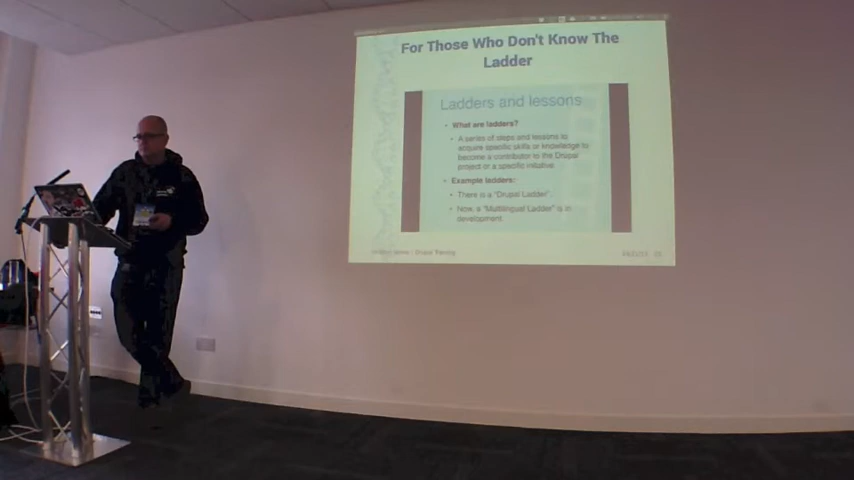 For Those Who Don't Know The
Ladder
Ladders and lessons
• What are ladders?
• A series of steps and lessons to
acquire specific skills or knowledge to
become a contributor to the Drupal
project or a specific initiative
• Example ladders:
• There is a "Drupal Ladder".
• Now, a "Multilingual Ladder" is in
development.
Drupal Training